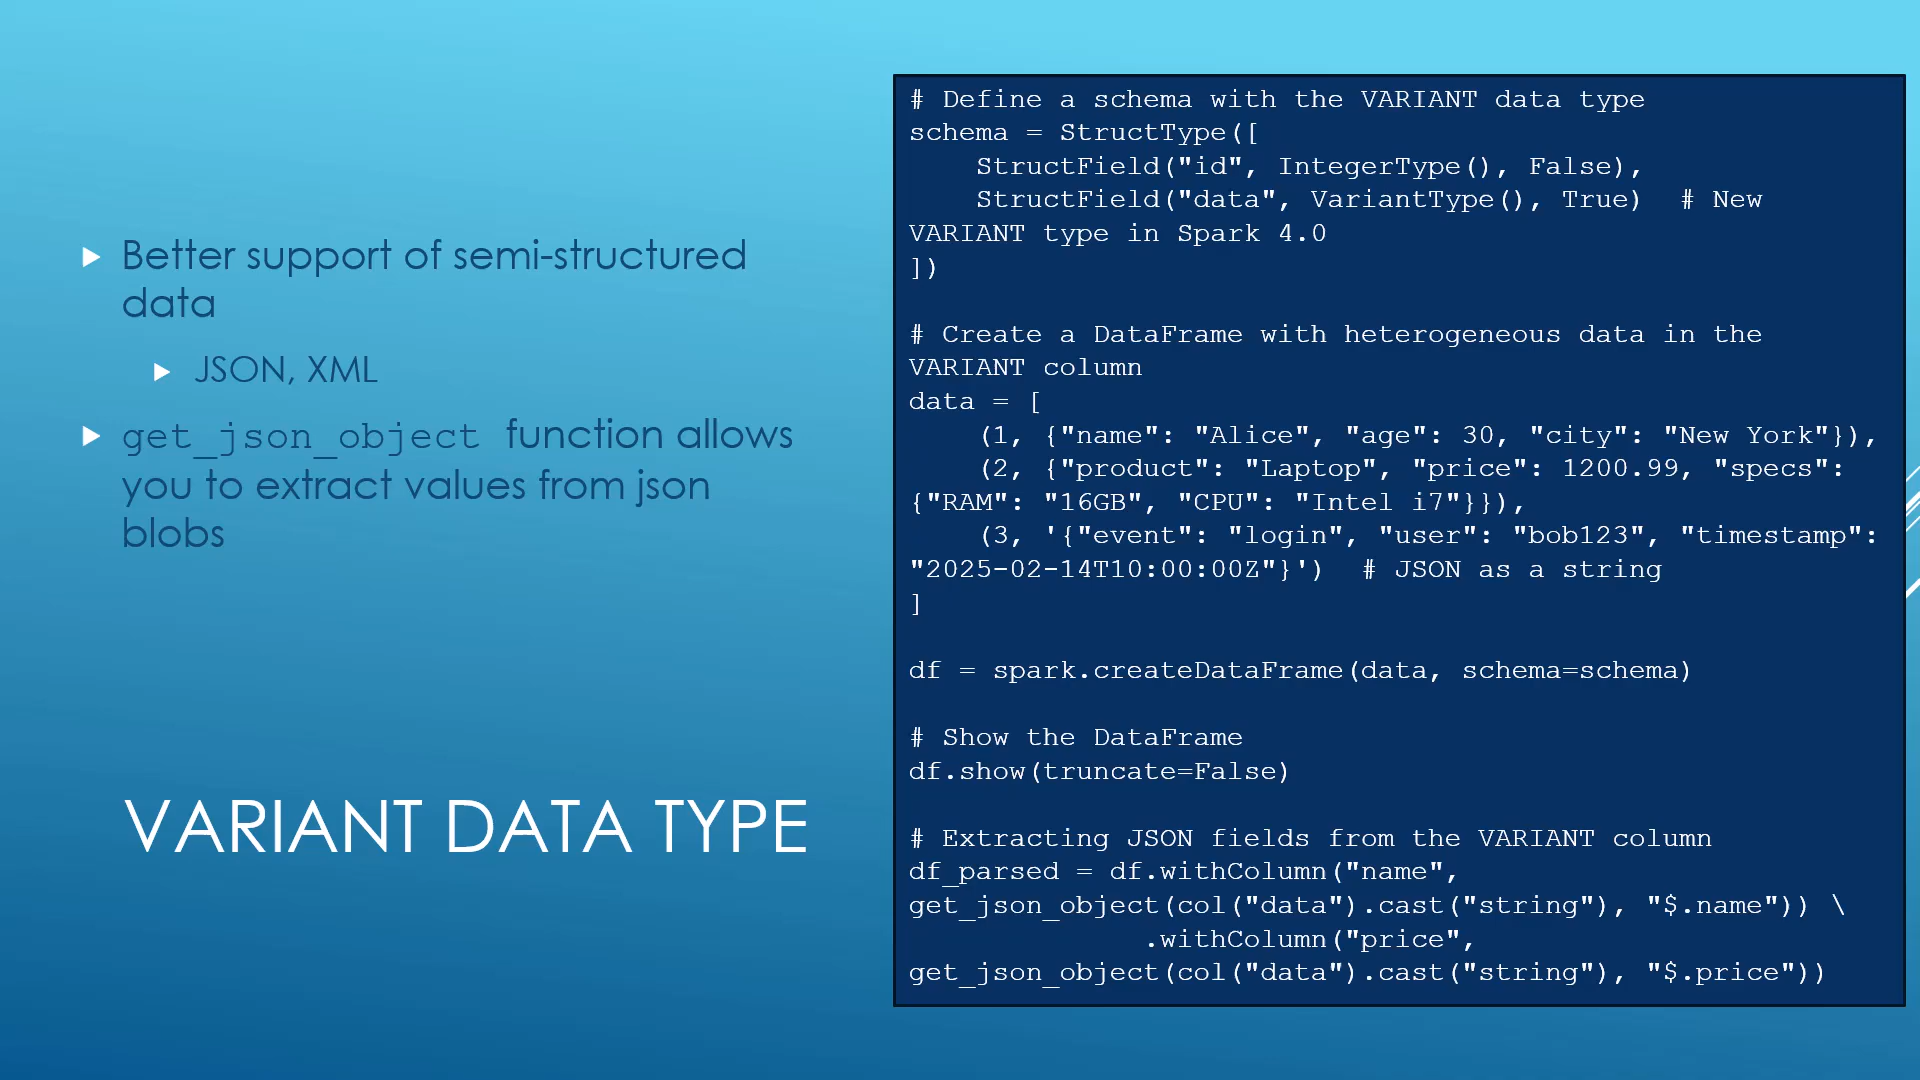 Better support of semi-structured
data
JSON, XML
get_json_object function allows
you to extract values from json
blobs
VARIANT DATA TYPE
# Define a schema with the VARIANT data type
schema = StructType([
    StructField("id", IntegerType(), False),
    StructField("data", VariantType(), True)  # New
VARIANT type in Spark 4.0
])
# Create a DataFrame with heterogeneous data in the
VARIANT column
data = [
    (1, {"name": "Alice", "age": 30, "city": "New York"}),
    (2, {"product": "Laptop", "price": 1200.99, "specs":
{"RAM": "16GB", "CPU": "Intel i7"}}),
    (3, '{"event": "login", "user": "bob123", "timestamp":
"2025-02-14T10:00:00Z"}')  # JSON as a string
]
df = spark.createDataFrame(data, schema=schema)
# Show the DataFrame
df.show(truncate=False)
# Extracting JSON fields from the VARIANT column
df_parsed = df.withColumn("name",
get_json_object(col("data").cast("string"), "$.name")) \
              .withColumn("price",
get_json_object(col("data").cast("string"), "$.price"))